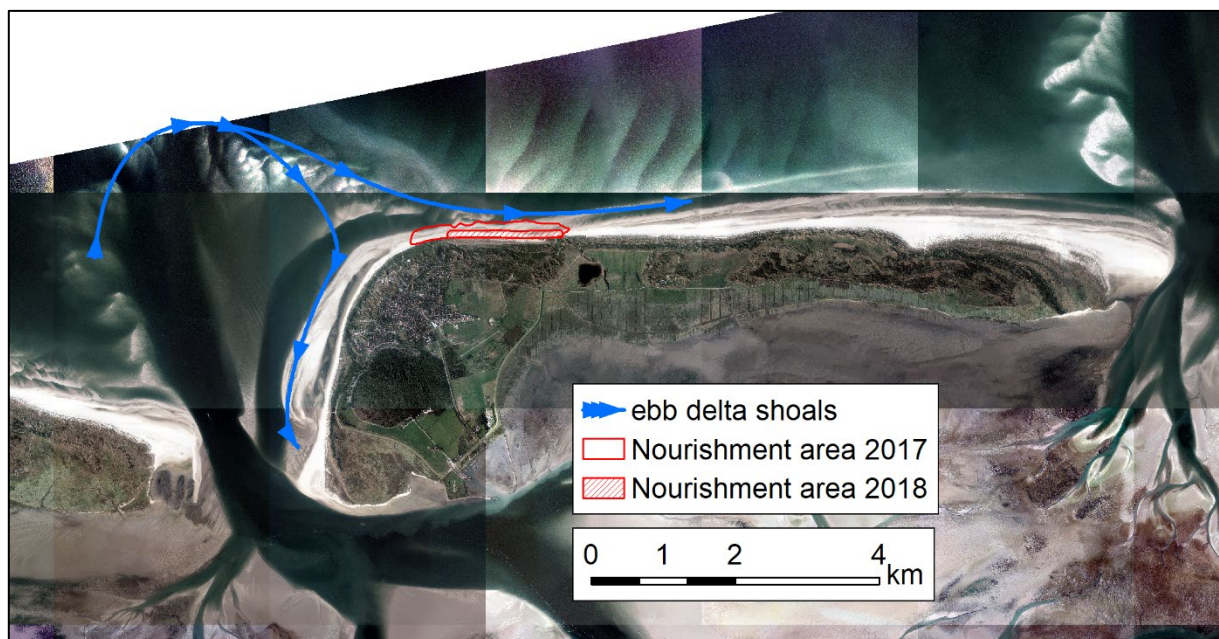 ebb delta shoals
Nourishment area 2017
Nourishment area 2018
0 1 2 4
km